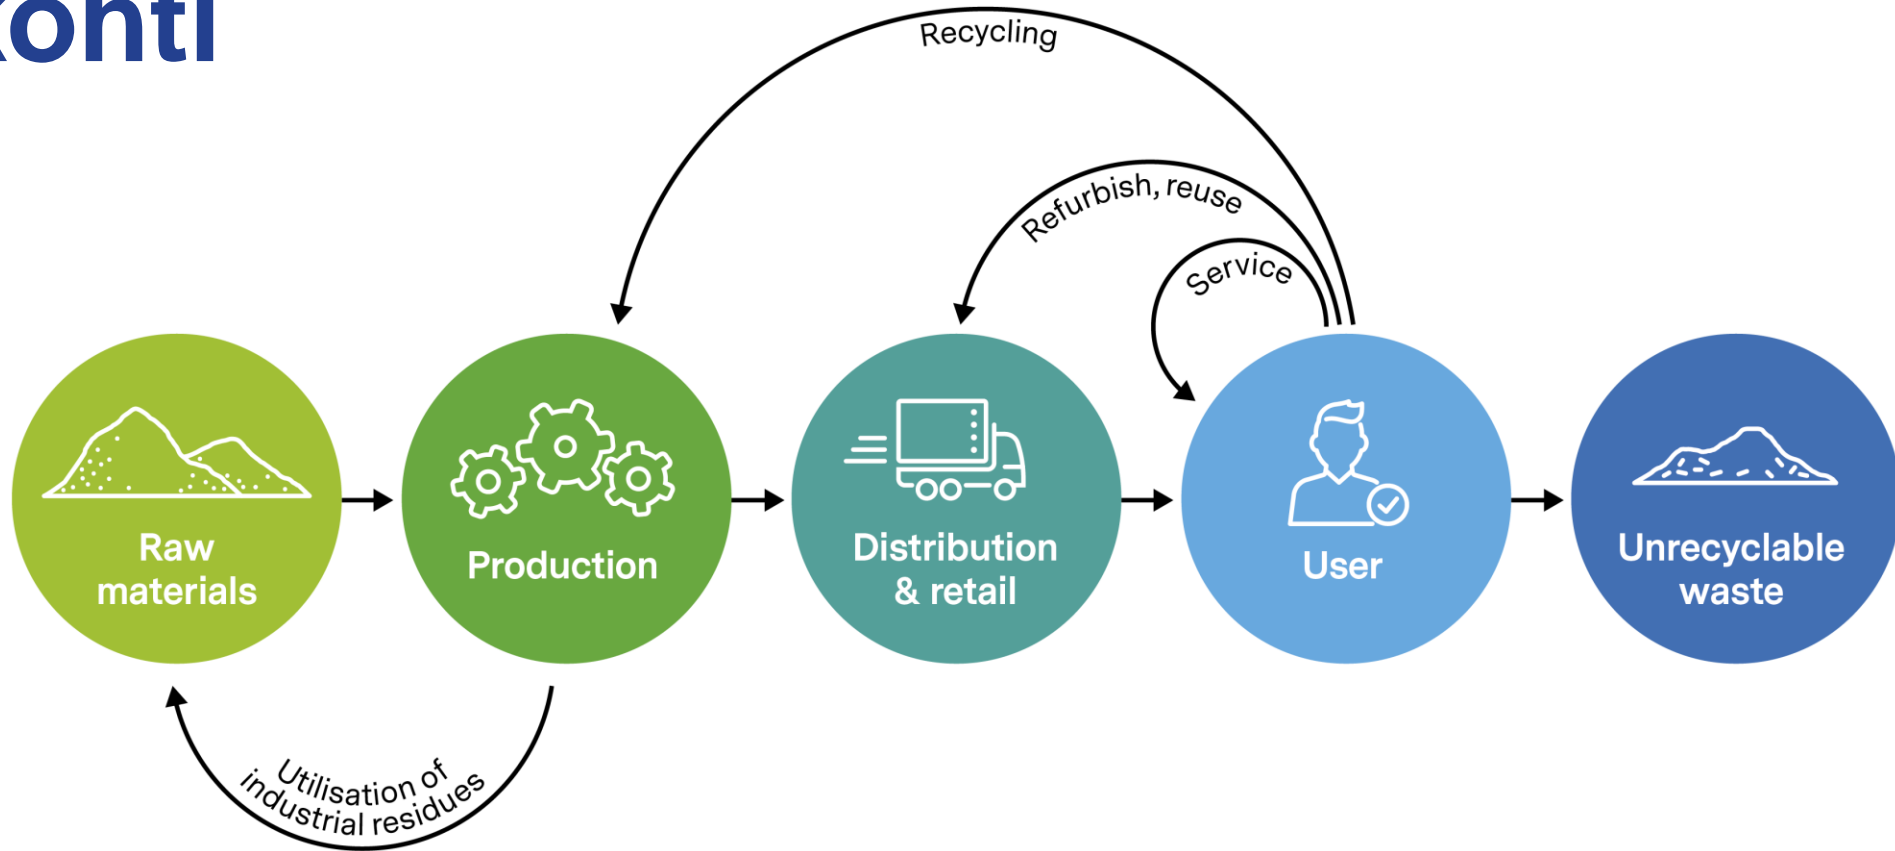 Recycling
Refurbish, reuse
Service
Raw
materials
Production
Distribution
& retail
User
Unrecyclable
waste
Utilisation of
industrial residues